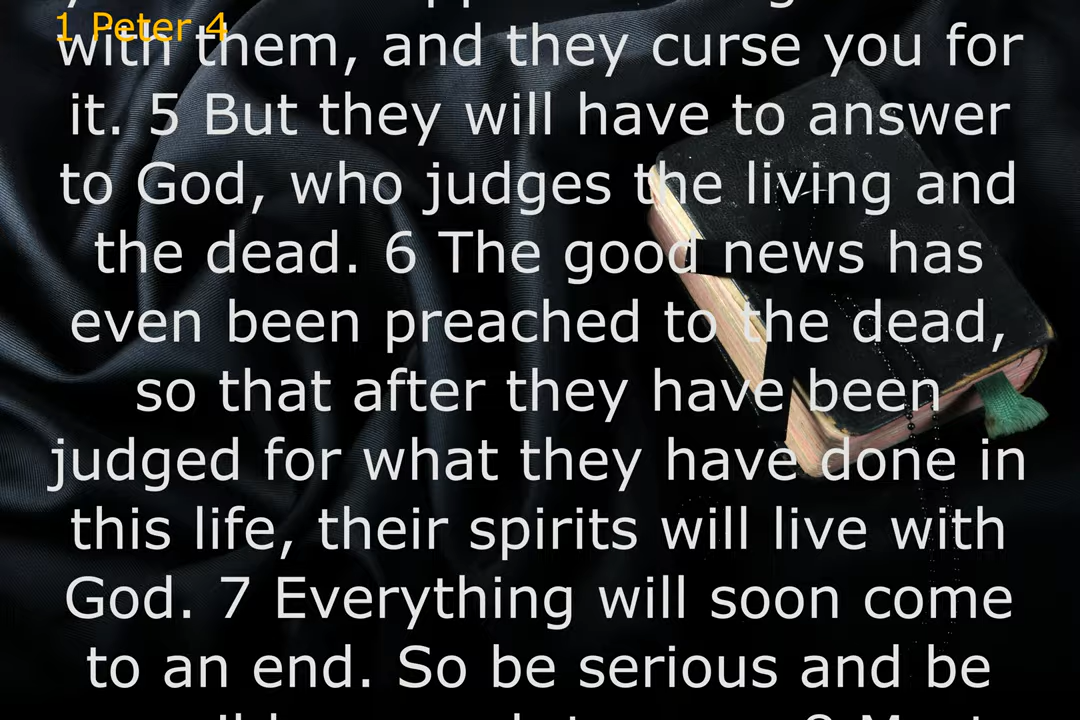 1 Peter 4
with them, and they curse you for
it. 5 But they will have to answer
to God, who judges the living and
the dead. 6 The good news has
even been preached to the dead,
so that after they have been
judged for what they have done in
this life, their spirits will live with
God. 7 Everything will soon come
to an end. So be serious and be